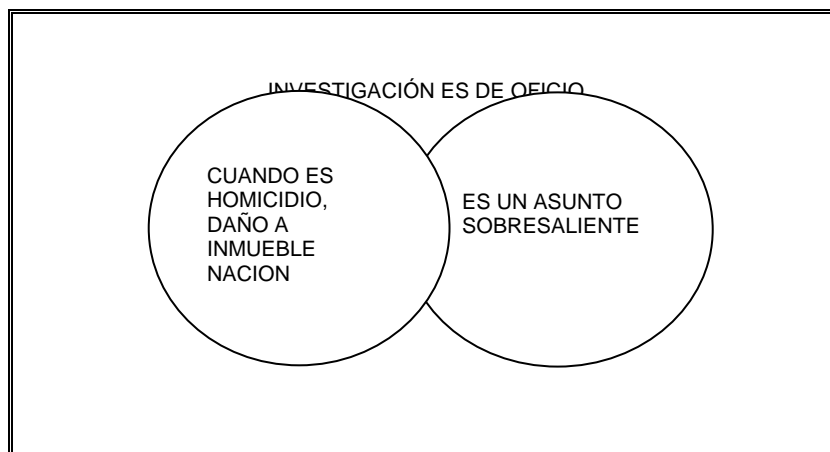 INVESTIGACIÓN ES DE OFICIO
CUANDO ES
HOMICIDIO,
DAÑO A
INMUEBLE
NACION
ES UN ASUNTO
SOBRESALIENTE